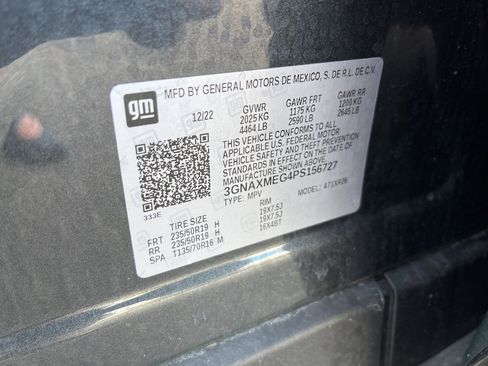 gm
MFD BY GENERAL MOTORS DE MEXICO, S. DE R.L. DE C.V.
12/22 GVWR GAWR FRT GAWR RR
2025 KG 1175 KG 1200 KG
4464 LB 2590 LB 2645 LB
THIS VEHICLE CONFORMS TO ALL
APPLICABLE U.S. FEDERAL MOTOR
VEHICLE SAFETY, BUMPER, AND
THEFT PREVENTION STANDARDS
IN EFFECT ON THE DATE OF
MANUFACTURE SHOWN ABOVE.
3GNAXMEG4PS156727
TYPE: MPV MODEL: 
333E
TIRE SIZE RIM
FRT 235/50R19 H 19X7.5J
RR 235/50R19 H 19X7.5J
SPA T135/70R16 M 16X4BT